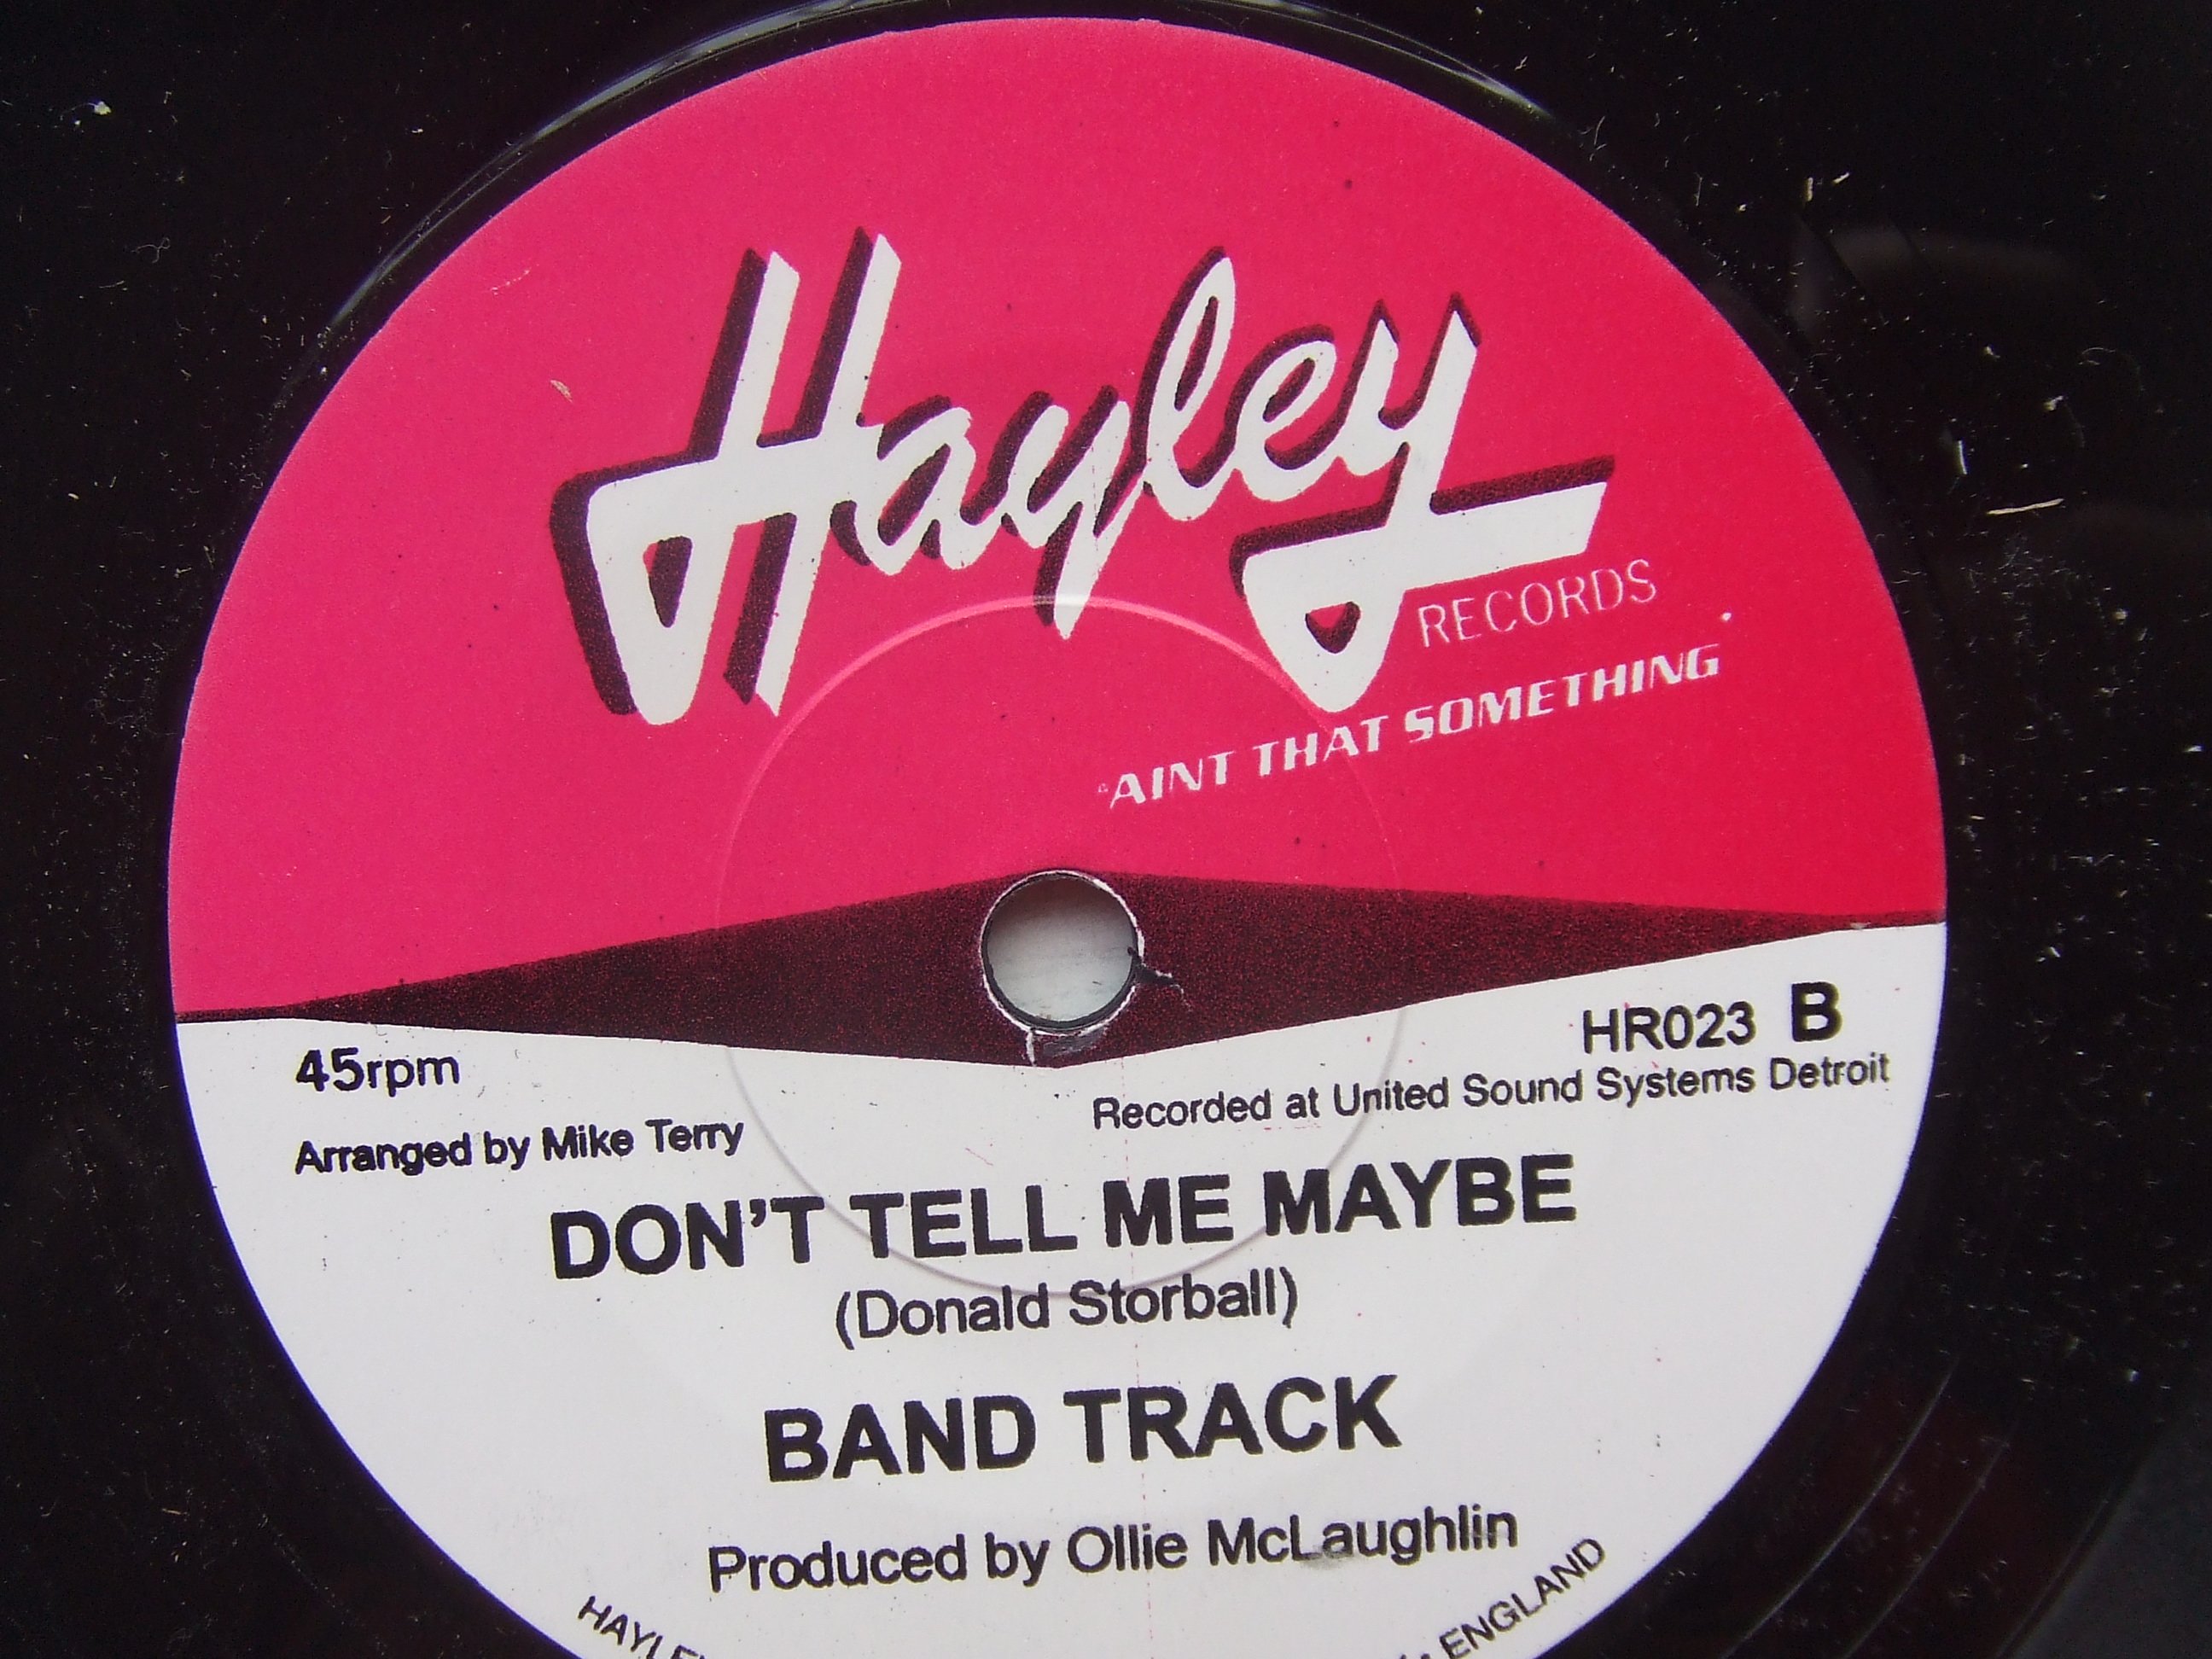 Hayley
RECORDS
"AINT THAT SOMETHING"
HR023 B
45rpm
Recorded at United Sound Systems Detroit
Arranged by Mike Terry
DON'T TELL ME MAYBE
(Donald Storball)
BAND TRACK
Produced by Ollie McLaughlin
ENGLAND